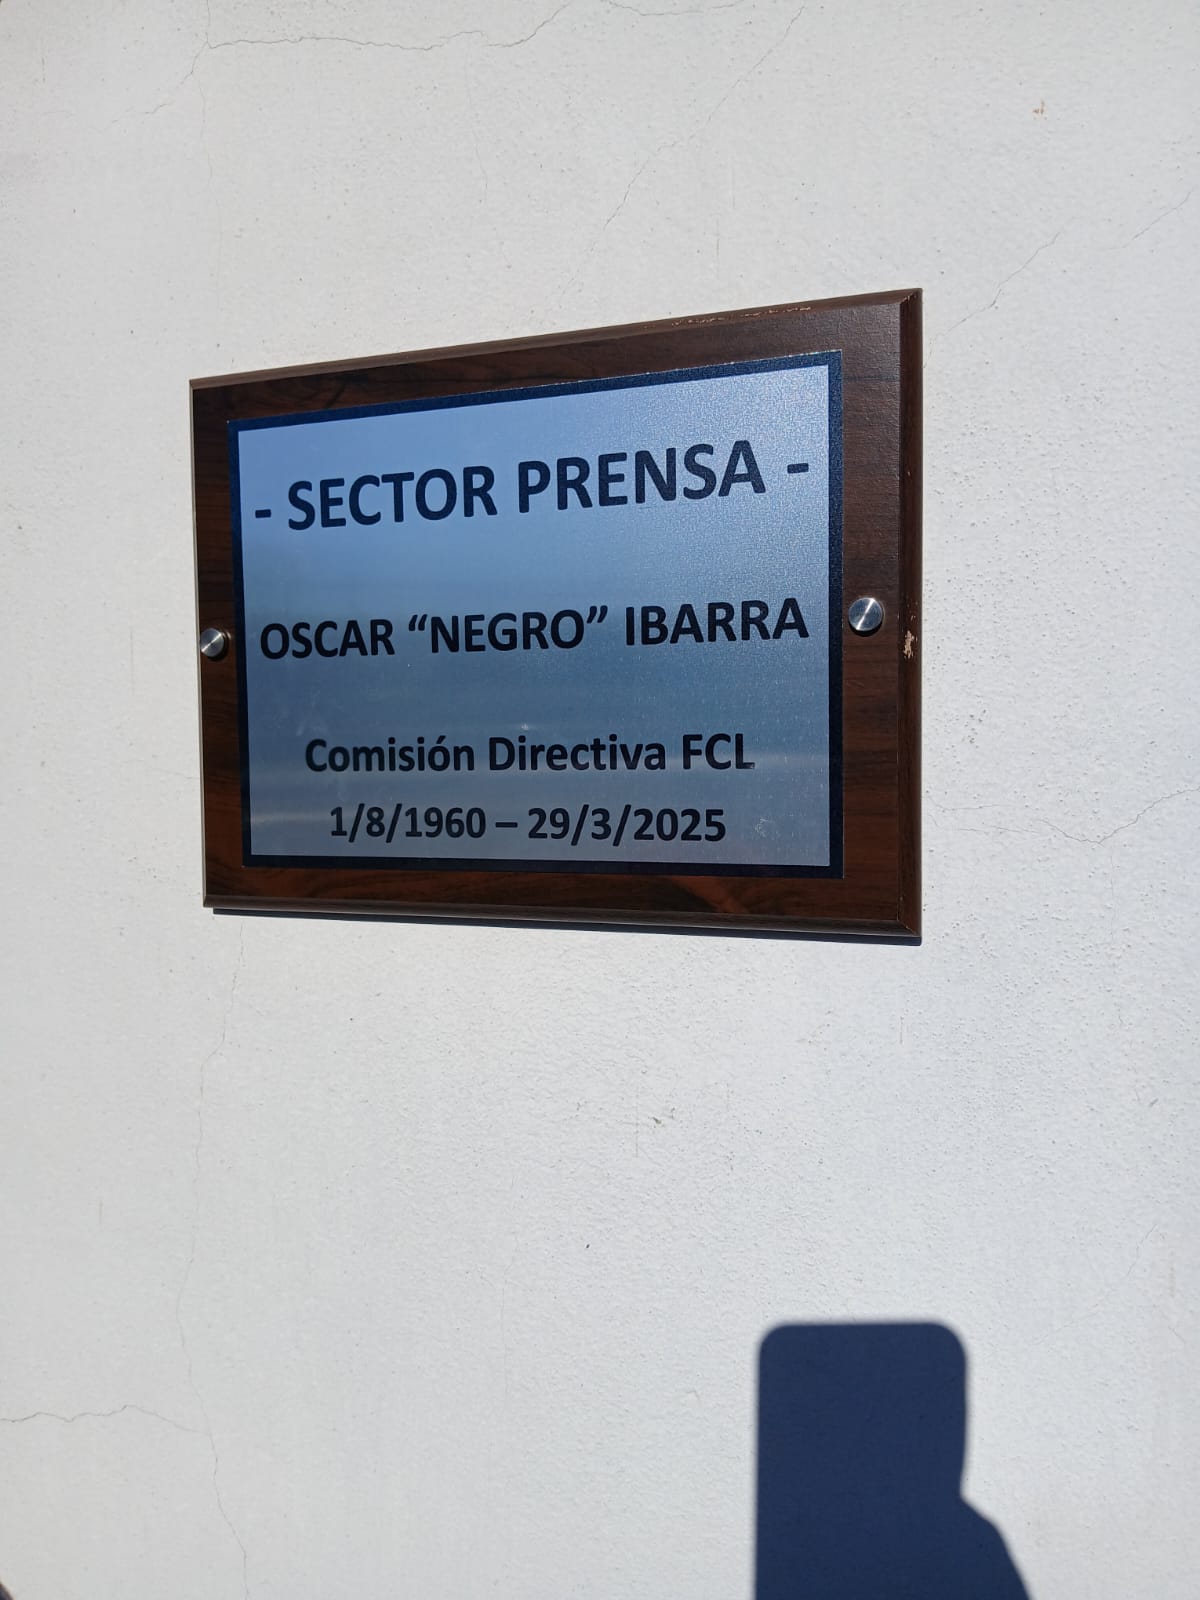 - SECTOR PRENSA -
OSCAR “NEGRO” IBARRA
Comisión Directiva FCL
1/8/1960 – 29/3/2025